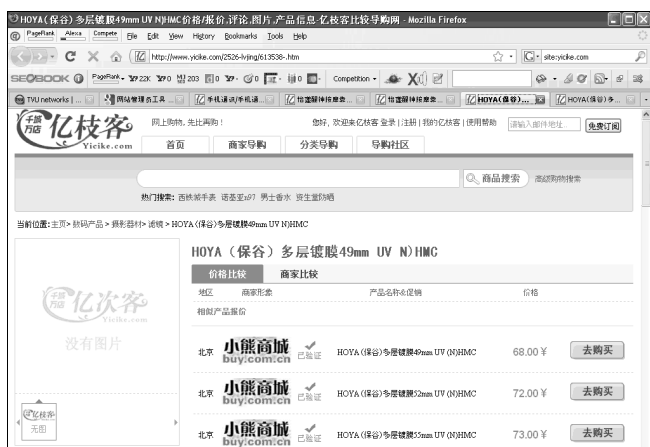 HOYA(保谷)多层镀膜49mm UV N)HMC价格/报价,评论,图片,产品信息-亿枝客比较导购网 - Mozilla Firefox
PageRank Alexa Compete File Edit View History Bookmarks Tools Help
http://www.yicike.com/2526-lvjing/613538-.htm
site:yicike.com
SEQBOOK PageRank 22K 0 203 0 0 0 Competition
TVU networks | ...
HOYA(保谷)...
HOYA(保谷)多...
千城万店 亿枝客 Yicike.com
网上购物,先比再购!
您好, 欢迎来亿枝客 登录 | 注册 | 我的亿枝客 | 使用帮助
请输入邮件地址..
免费订阅
首页 商家导购 分类导购 导购社区
商品搜索 高级购物搜索
热门搜索: 西铁城手表 诺基亚n97 男士香水 资生堂防晒
当前位置:主页> 数码产品 > 摄影器材> 滤镜 > HOYA(保谷)多层镀膜49mm UV N)HMC
HOYA(保谷)多层镀膜49mm UV N)HMC
价格比较 商家比较
地区 商家形象 产品名称&促销 价格
相似产品报价
千城万店 亿次客 Yicike.com
没有图片
北京 小熊商城 buy.com.cn 已验证 HOYA(保谷)多层镀膜49mm UV (N)HMC 68.00¥ 去购买
北京 小熊商城 buy.com.cn 已验证 HOYA(保谷)多层镀膜52mm UV (N)HMC 72.00¥ 去购买
北京 小熊商城 buy.com.cn 已验证 HOYA(保谷)多层镀膜55mm UV (N)HMC 73.00¥ 去购买
无图